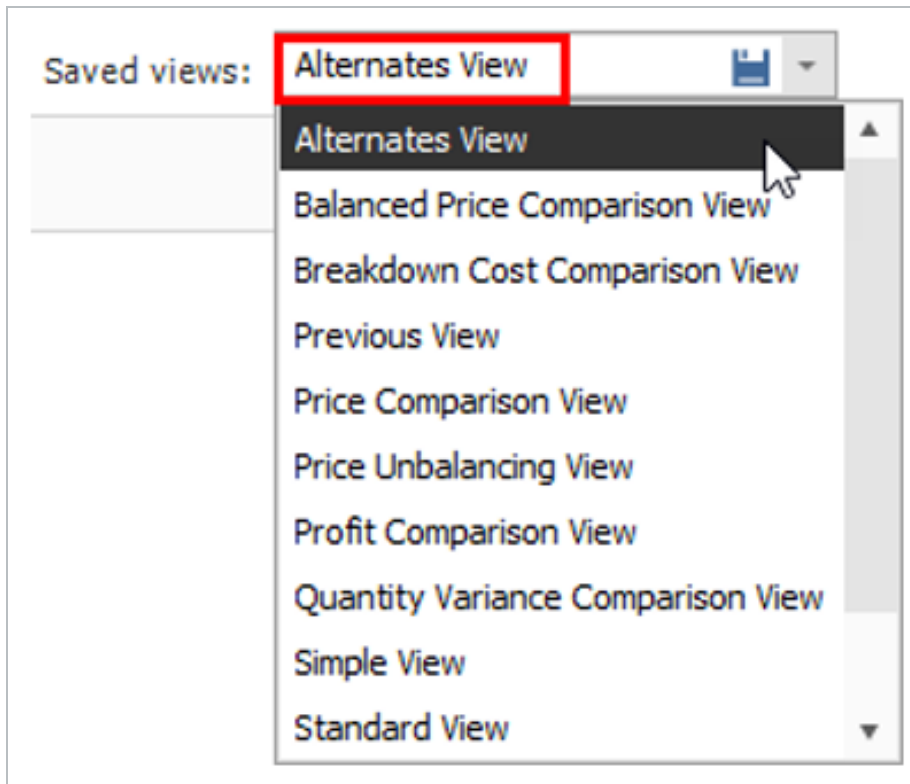 Saved views: Alternates View
Alternates View
Balanced Price Comparison View
Breakdown Cost Comparison View
Previous View
Price Comparison View
Price Unbalancing View
Profit Comparison View
Quantity Variance Comparison View
Simple View
Standard View